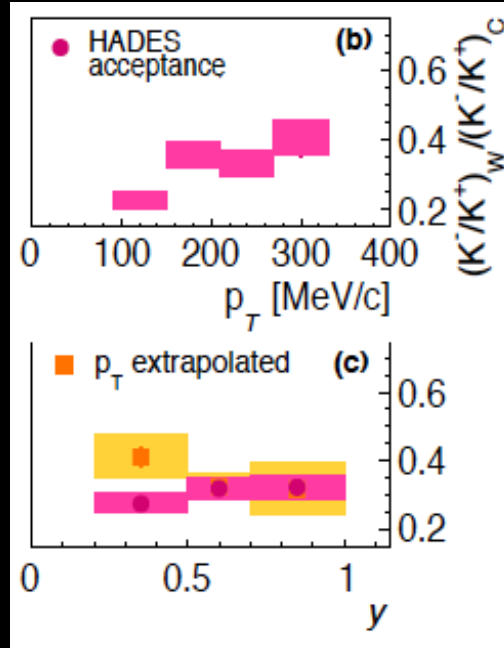 HADES (b)
acceptance
0.6
0.4
0.2
0 100 200 300 400
p_T [MeV/c]
(K⁻/K⁺)_W/(K⁻/K⁺)_C
p_T extrapolated (c)
0.6
0.4
0.2
0 0.5 1
y